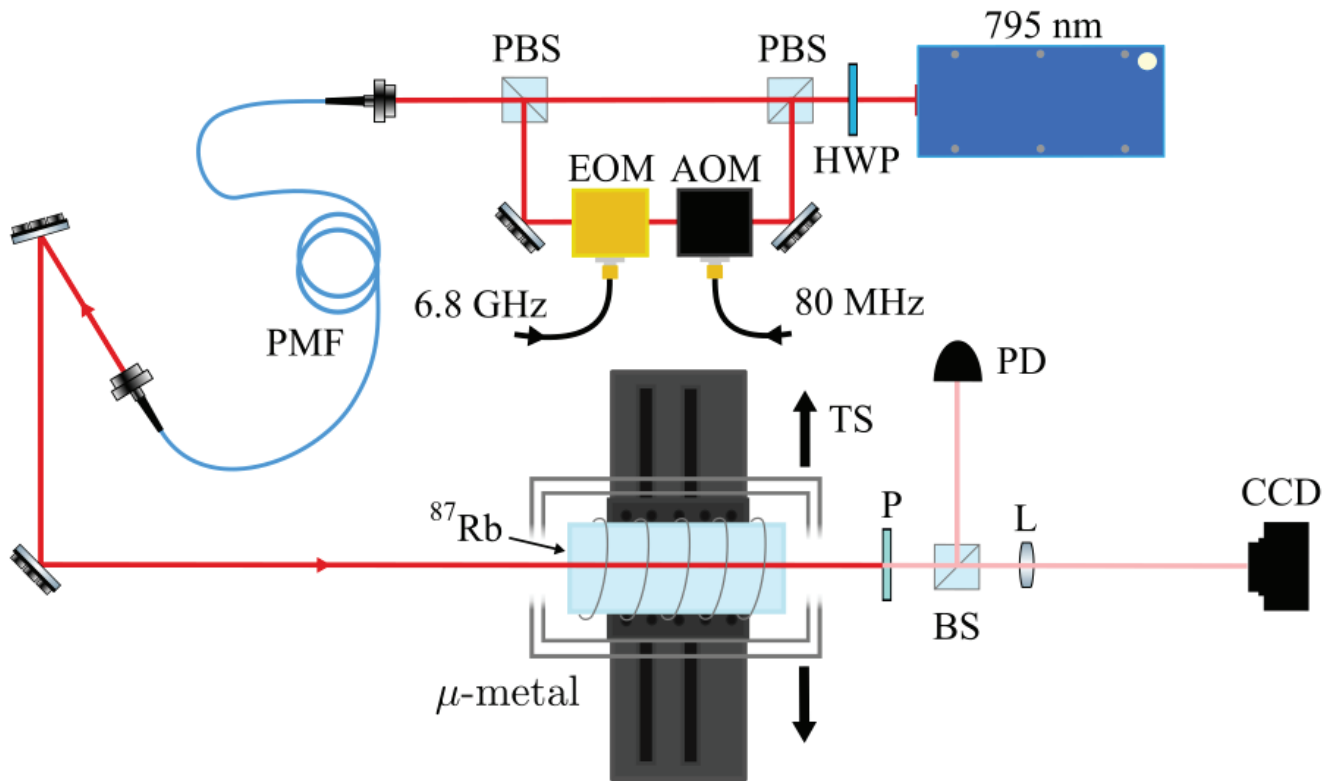 795 nm
PBS
PBS
HWP
EOM
AOM
6.8 GHz
80 MHz
PMF
PD
TS
⁸⁷Rb
P
L
CCD
BS
μ-metal